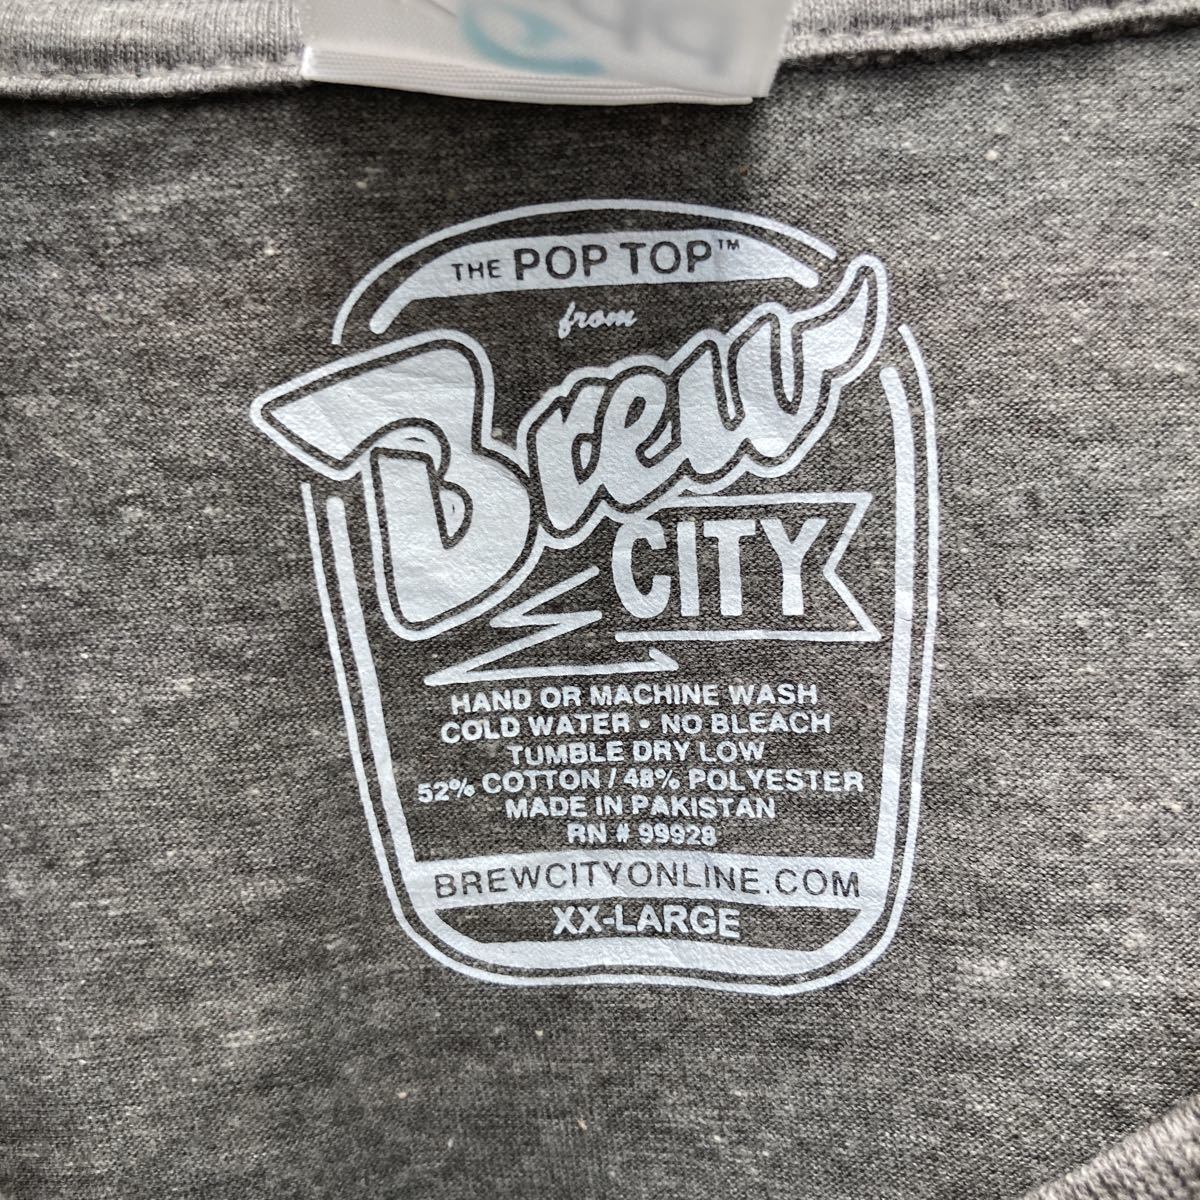 THE POP TOP™
from
Brew
CITY
HAND OR MACHINE WASH
COLD WATER • NO BLEACH
TUMBLE DRY LOW
52% COTTON / 48% POLYESTER
MADE IN PAKISTAN
RN # 99928
BREWCITYONLINE.COM
XX-LARGE